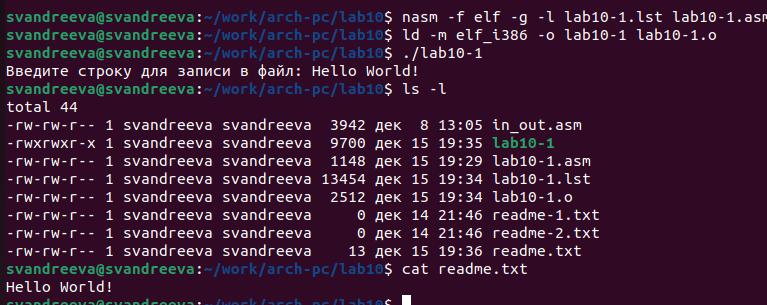 svandreeva@svandreeva:~/work/arch-pc/lab10$ nasm -f elf -g -l lab10-1.lst lab10-1.asm
svandreeva@svandreeva:~/work/arch-pc/lab10$ ld -m elf_i386 -o lab10-1 lab10-1.o
svandreeva@svandreeva:~/work/arch-pc/lab10$ ./lab10-1
Введите строку для записи в файл: Hello World!
svandreeva@svandreeva:~/work/arch-pc/lab10$ ls -l
total 44
-rw-rw-r-- 1 svandreeva svandreeva  3942 дек  8 13:05 in_out.asm
-rwxrwxr-x 1 svandreeva svandreeva  9700 дек 15 19:35 lab10-1
-rw-rw-r-- 1 svandreeva svandreeva  1148 дек 15 19:29 lab10-1.asm
-rw-rw-r-- 1 svandreeva svandreeva 13454 дек 15 19:34 lab10-1.lst
-rw-rw-r-- 1 svandreeva svandreeva  2512 дек 15 19:34 lab10-1.o
-rw-rw-r-- 1 svandreeva svandreeva     0 дек 14 21:46 readme-1.txt
-rw-rw-r-- 1 svandreeva svandreeva     0 дек 14 21:46 readme-2.txt
-rw-rw-r-- 1 svandreeva svandreeva    13 дек 15 19:36 readme.txt
svandreeva@svandreeva:~/work/arch-pc/lab10$ cat readme.txt
Hello World!
svandreeva@svandreeva:~/work/arch-pc/lab10$